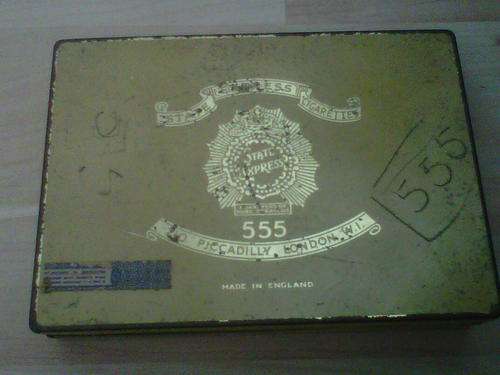 STATE EXPRESS CIGARETTES
STATE
EXPRESS
555
PICCADILLY, LONDON, W.1.
MADE IN ENGLAND
555